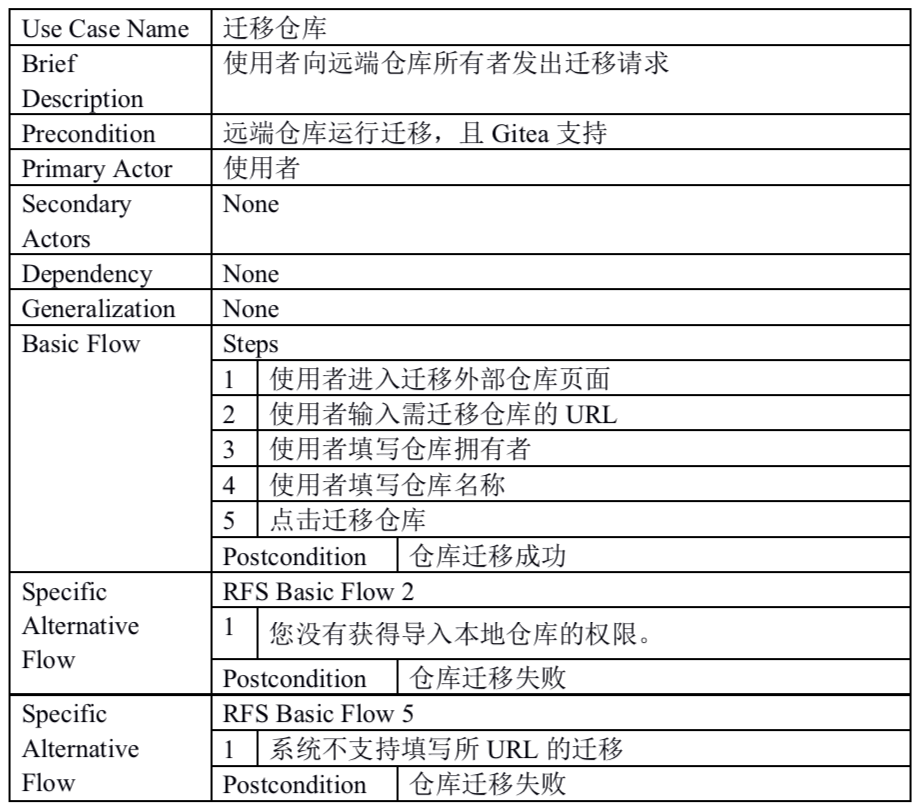 Use Case Name 迁移仓库
Brief Description 使用者向远端仓库所有者发出迁移请求
Precondition 远端仓库运行迁移，且 Gitea 支持
Primary Actor 使用者
Secondary Actors None
Dependency None
Generalization None
Basic Flow Steps
1 使用者进入迁移外部仓库页面
2 使用者输入需迁移仓库的 URL
3 使用者填写仓库拥有者
4 使用者填写仓库名称
5 点击迁移仓库
Postcondition 仓库迁移成功
Specific Alternative Flow RFS Basic Flow 2
1 您没有获得导入本地仓库的权限。
Postcondition 仓库迁移失败
Specific Alternative Flow RFS Basic Flow 5
1 系统不支持填写所 URL 的迁移
Postcondition 仓库迁移失败